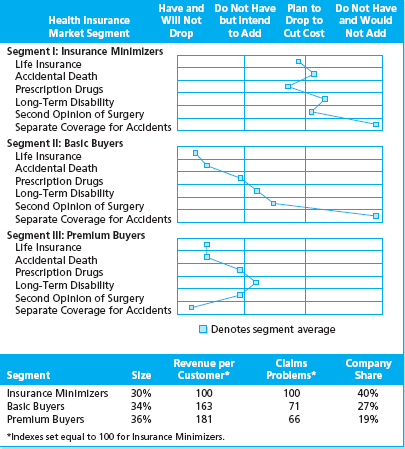 Health Insurance
Market Segment
Have and
Will Not
Drop
Do Not Have
but Intend
to Add
Plan to
Drop to
Cut Cost
Do Not Have
and Would
Not Add
Segment I: Insurance Minimizers
Life Insurance
Accidental Death
Prescription Drugs
Long-Term Disability
Second Opinion of Surgery
Separate Coverage for Accidents
Segment II: Basic Buyers
Life Insurance
Accidental Death
Prescription Drugs
Long-Term Disability
Second Opinion of Surgery
Separate Coverage for Accidents
Segment III: Premium Buyers
Life Insurance
Accidental Death
Prescription Drugs
Long-Term Disability
Second Opinion of Surgery
Separate Coverage for Accidents
Denotes segment average
Segment Size Revenue per Customer* Claims Problems* Company Share
Insurance Minimizers 30% 100 100 40%
Basic Buyers 34% 163 71 27%
Premium Buyers 36% 181 66 19%
*Indexes set equal to 100 for Insurance Minimizers.